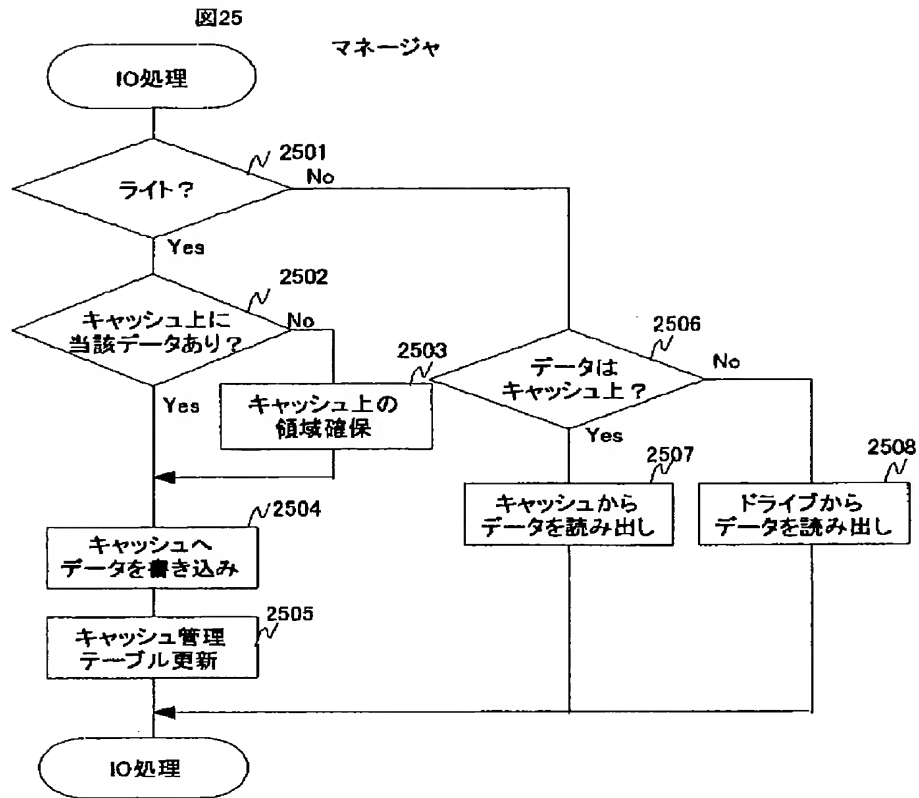 図25
マネージャ
IO処理
2501
ライト？
No
Yes
2502
キャッシュ上に
当該データあり？
No
Yes
2503
キャッシュ上の
領域確保
2504
キャッシュへ
データを書き込み
2505
キャッシュ管理
テーブル更新
2506
データは
キャッシュ上？
No
Yes
2507
キャッシュから
データを読み出し
2508
ドライブから
データを読み出し
IO処理